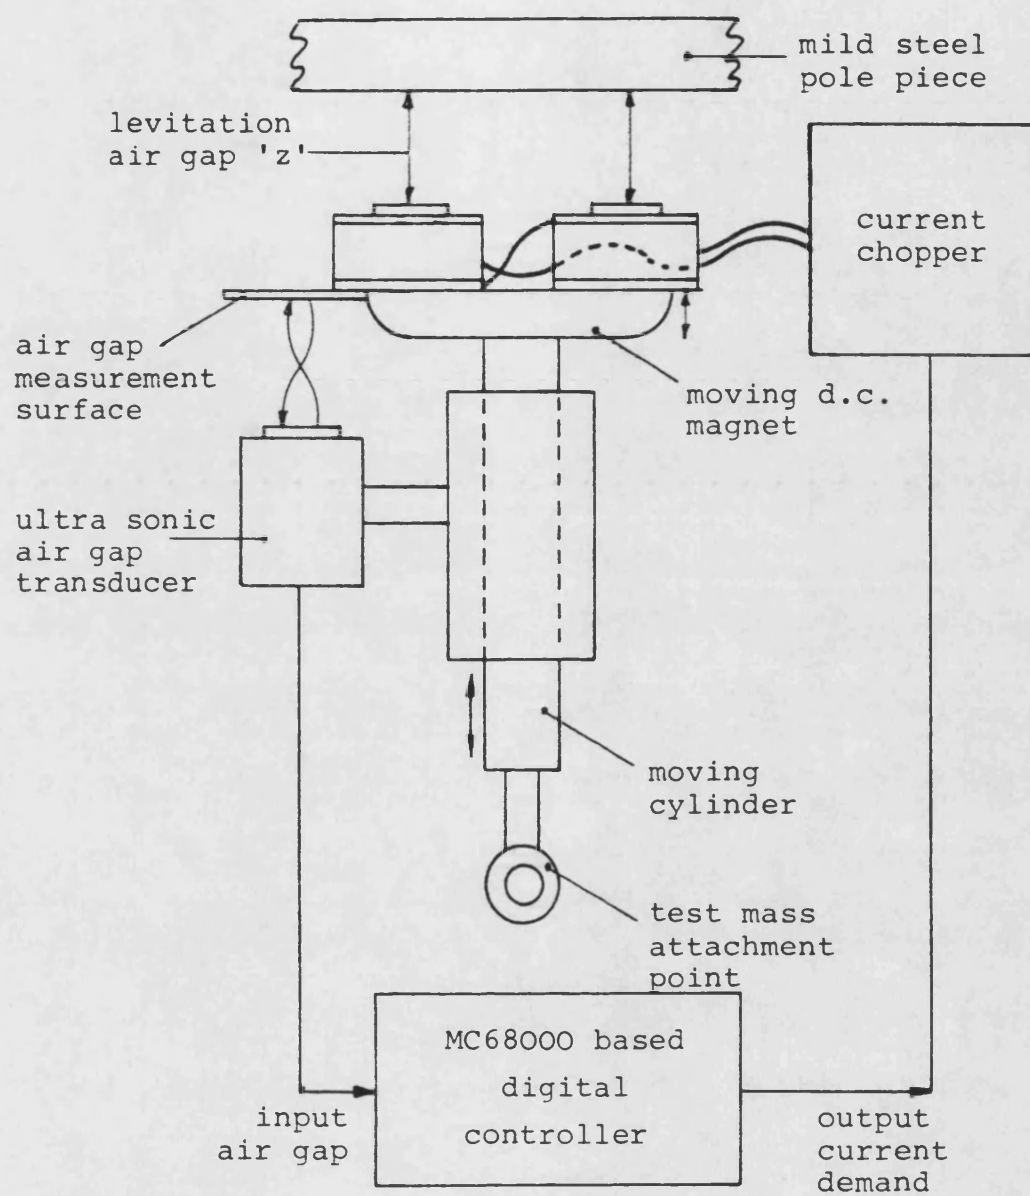 mild steel
pole piece
levitation
air gap 'z'
current
chopper
air gap
measurement
surface
moving d.c.
magnet
ultra sonic
air gap
transducer
moving
cylinder
test mass
attachment
point
MC68000 based
digital
controller
input
air gap
output
current
demand